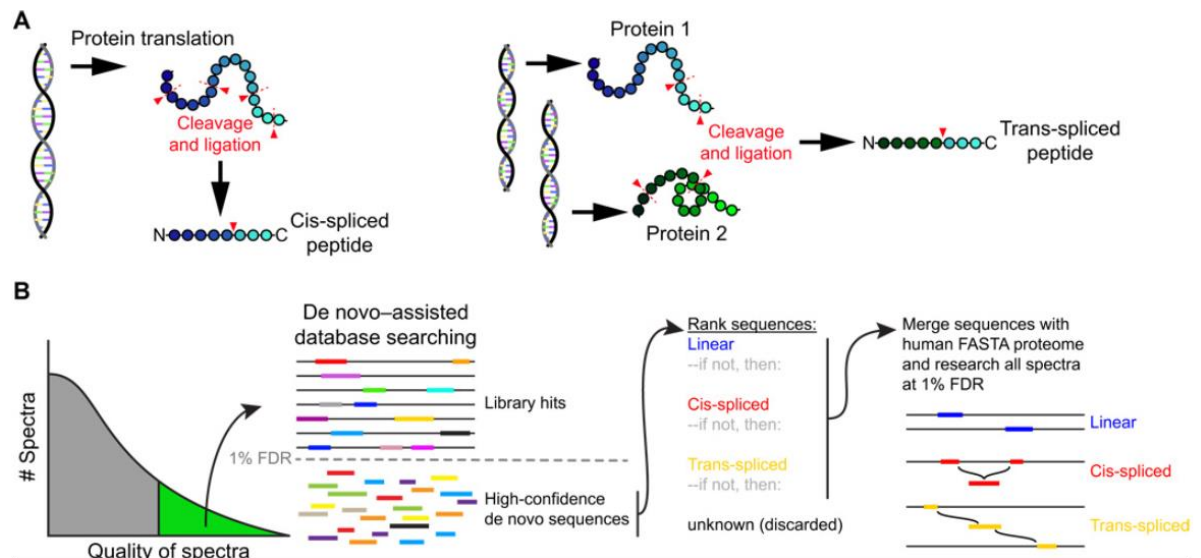 A
Protein translation
Cleavage
and ligation
N
C
Cis-spliced
peptide
Protein 1
Cleavage
and ligation
Protein 2
N
C
Trans-spliced
peptide
B
# Spectra
Quality of spectra
De novo–assisted
database searching
Library hits
1% FDR
High-confidence
de novo sequences
Rank sequences:
Linear
--if not, then:
Cis-spliced
--if not, then:
Trans-spliced
--if not, then:
unknown (discarded)
Merge sequences with
human FASTA proteome
and research all spectra
at 1% FDR
Linear
Cis-spliced
Trans-spliced